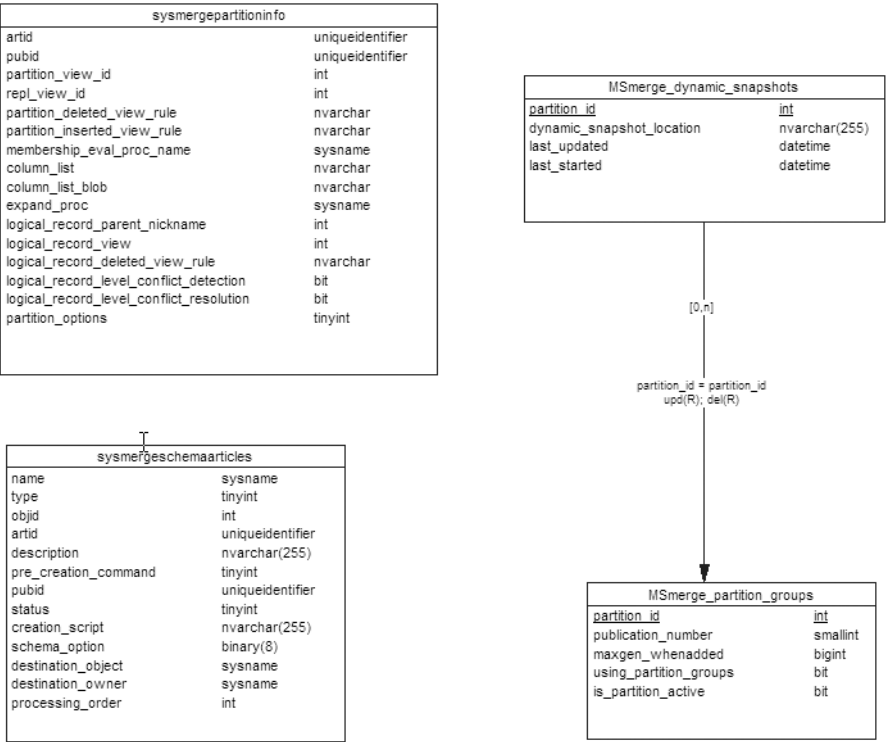 sysmergepartitioninfo
artid uniqueidentifier
pubid uniqueidentifier
partition_view_id int
repl_view_id int
partition_deleted_view_rule nvarchar
partition_inserted_view_rule nvarchar
membership_eval_proc_name sysname
column_list nvarchar
column_list_blob nvarchar
expand_proc sysname
logical_record_parent_nickname int
logical_record_view int
logical_record_deleted_view_rule nvarchar
logical_record_level_conflict_detection bit
logical_record_level_conflict_resolution bit
partition_options tinyint
MSmerge_dynamic_snapshots
partition_id int
dynamic_snapshot_location nvarchar(255)
last_updated datetime
last_started datetime
[0,n]
partition_id = partition_id
upd(R); del(R)
sysmergeschemaarticles
name sysname
type tinyint
objid int
artid uniqueidentifier
description nvarchar(255)
pre_creation_command tinyint
pubid uniqueidentifier
status tinyint
creation_script nvarchar(255)
schema_option binary(8)
destination_object sysname
destination_owner sysname
processing_order int
MSmerge_partition_groups
partition_id int
publication_number smallint
maxgen_whenadded bigint
using_partition_groups bit
is_partition_active bit